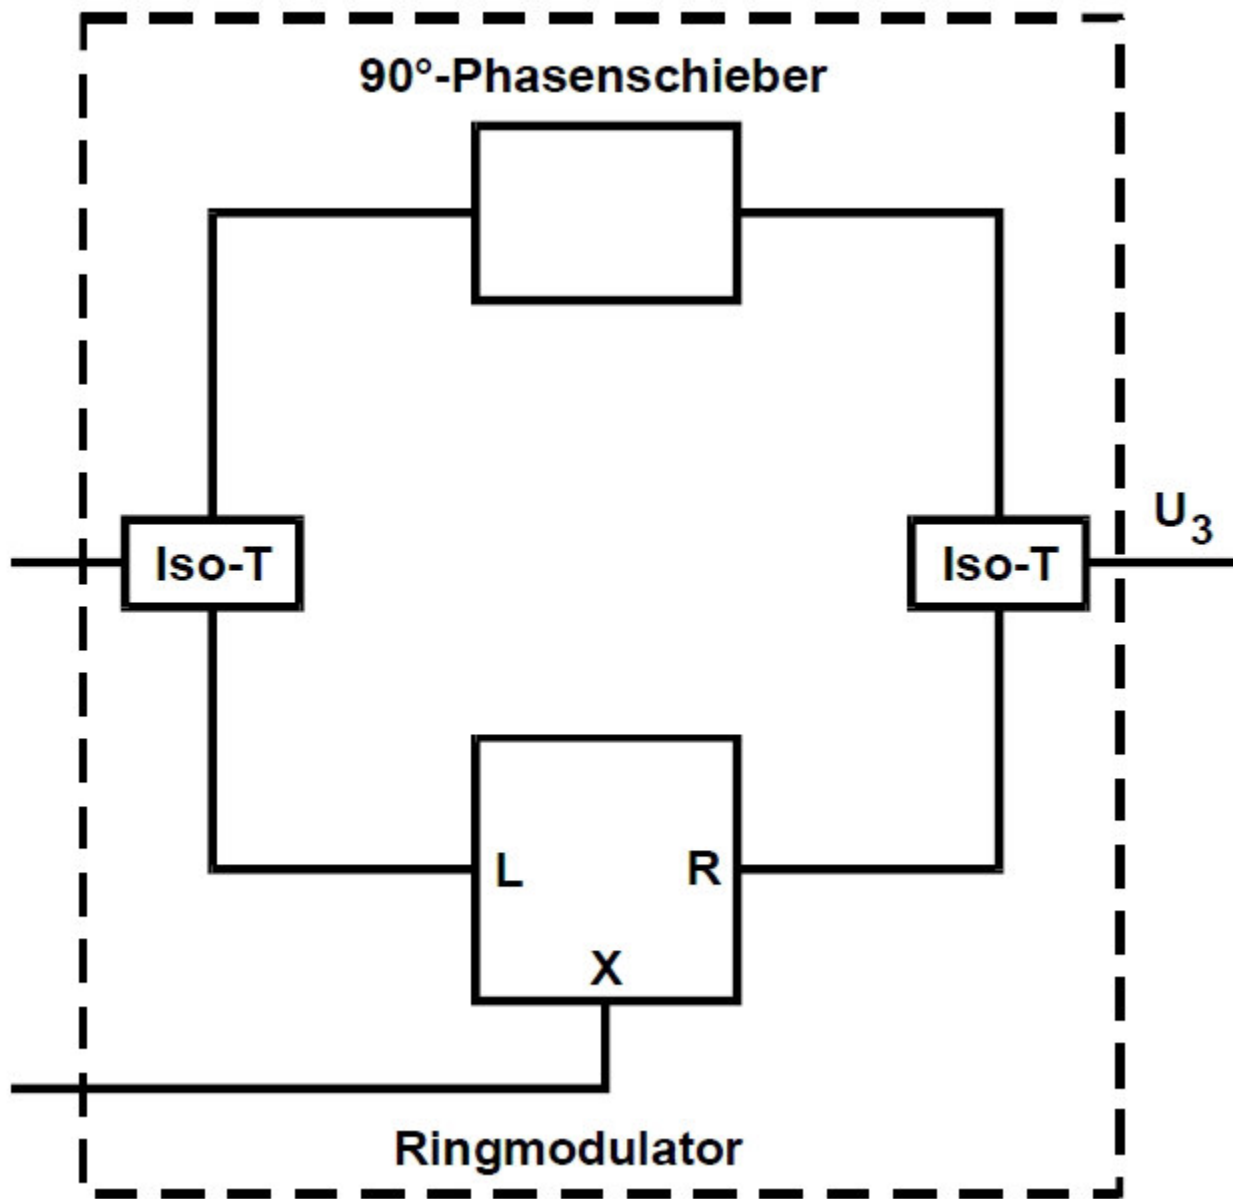 90°-Phasenschieber
U3
Iso-T
Iso-T
L
R
X
Ringmodulator